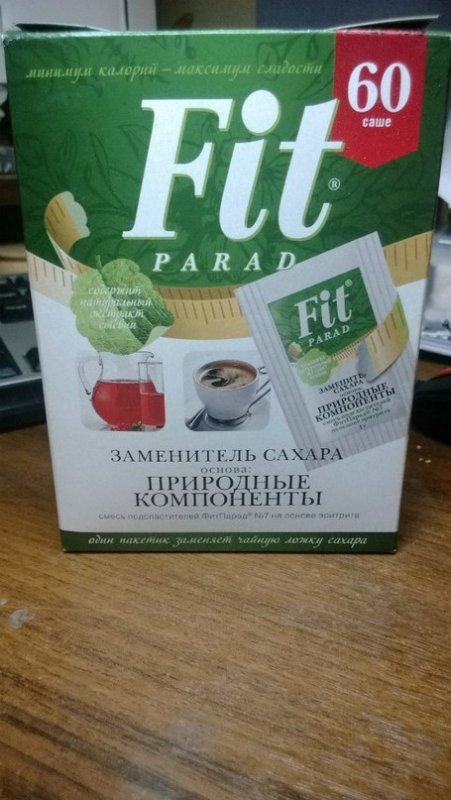 минимум калорий – максимум сладости
60
саше
Fit®
PARAD
содержит
натуральный
экстракт
стевии
Fit
PARAD
ЗАМЕНИТЕЛЬ
САХАРА
основа:
ПРИРОДНЫЕ
КОМПОНЕНТЫ
ЗАМЕНИТЕЛЬ САХАРА
основа:
ПРИРОДНЫЕ
КОМПОНЕНТЫ
смесь подсластителей ФитПарад® №7 на основе эритрита
один пакетик заменяет чайную ложку сахара